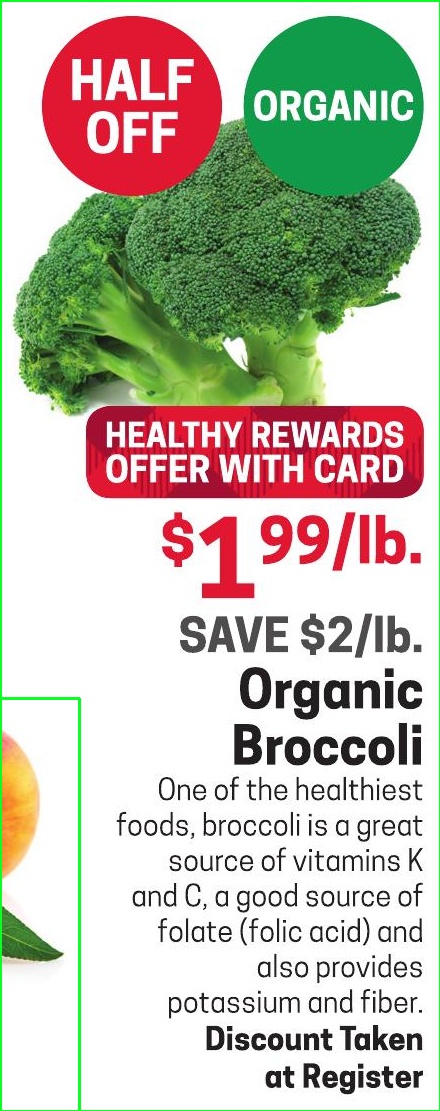 HALF
OFF
ORGANIC
HEALTHY REWARDS
OFFER WITH CARD
$1 99/lb.
SAVE $2/lb.
Organic
Broccoli
One of the healthiest
foods, broccoli is a great
source of vitamins K
and C, a good source of
folate (folic acid) and
also provides
potassium and fiber.
Discount Taken
at Register